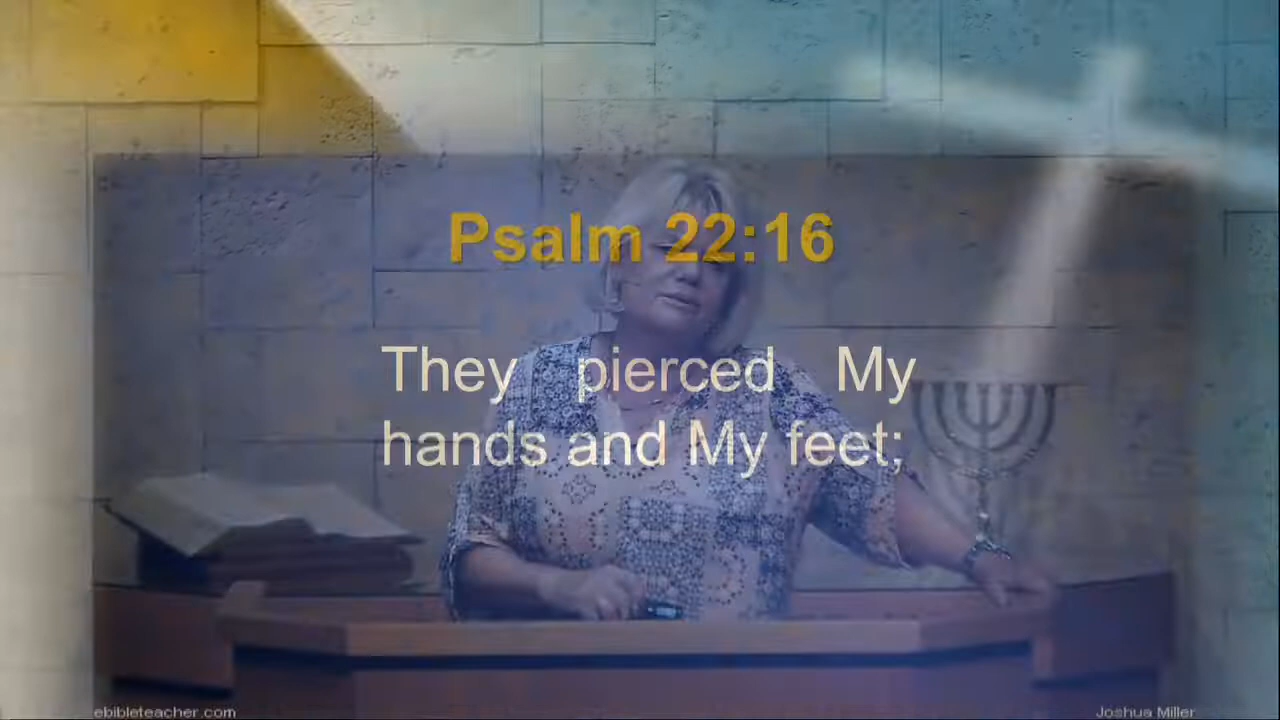 Psalm 22:16
They pierced My
hands and My feet;
ebibleteacher.com
Joshua Miller